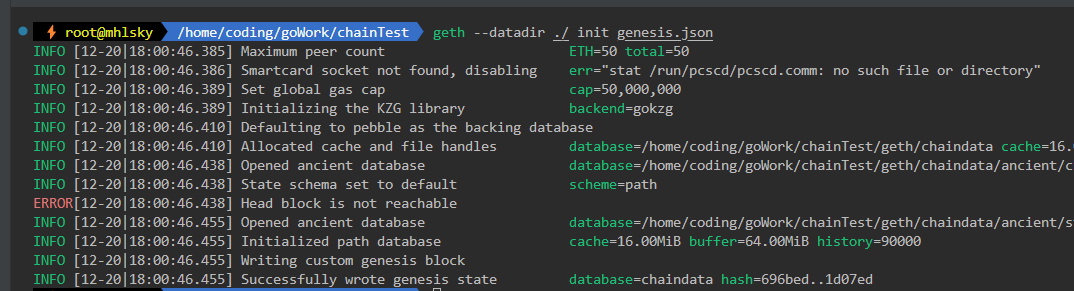 root@mhlsky /home/coding/goWork/chainTest geth --datadir ./ init genesis.json
INFO [12-20|18:00:46.385] Maximum peer count ETH=50 total=50
INFO [12-20|18:00:46.386] Smartcard socket not found, disabling err="stat /run/pcscd/pcscd.comm: no such file or directory"
INFO [12-20|18:00:46.389] Set global gas cap cap=50,000,000
INFO [12-20|18:00:46.389] Initializing the KZG library backend=gokzg
INFO [12-20|18:00:46.410] Defaulting to pebble as the backing database
INFO [12-20|18:00:46.410] Allocated cache and file handles database=/home/coding/goWork/chainTest/geth/chaindata cache=16.
INFO [12-20|18:00:46.438] Opened ancient database database=/home/coding/goWork/chainTest/geth/chaindata/ancient/c
INFO [12-20|18:00:46.438] State schema set to default scheme=path
ERROR[12-20|18:00:46.438] Head block is not reachable
INFO [12-20|18:00:46.455] Opened ancient database database=/home/coding/goWork/chainTest/geth/chaindata/ancient/s
INFO [12-20|18:00:46.455] Initialized path database cache=16.00MiB buffer=64.00MiB history=90000
INFO [12-20|18:00:46.455] Writing custom genesis block
INFO [12-20|18:00:46.455] Successfully wrote genesis state database=chaindata hash=696bed..1d07ed